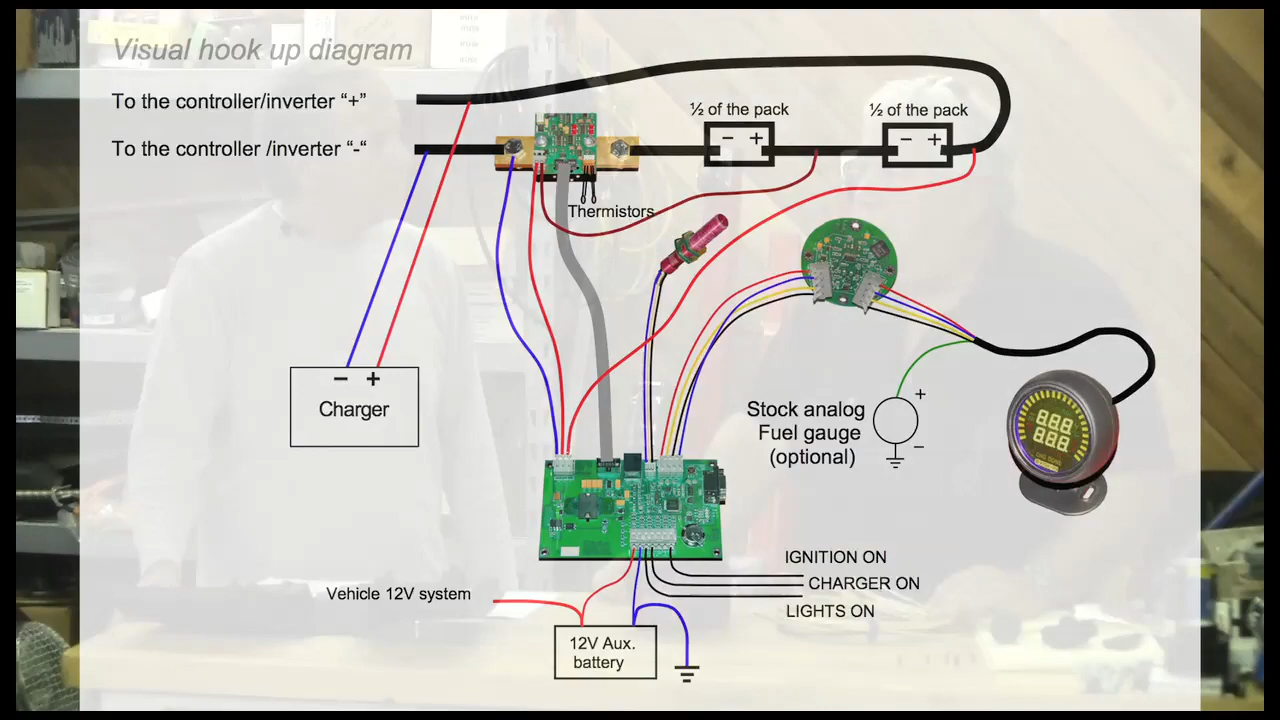 Visual hook up diagram
To the controller/inverter “+”
To the controller /inverter “-“
½ of the pack
½ of the pack
− +
− +
Thermistors
− +
Charger
Stock analog
Fuel gauge
(optional)
+
−
888
888
IGNITION ON
CHARGER ON
LIGHTS ON
Vehicle 12V system
12V Aux.
battery